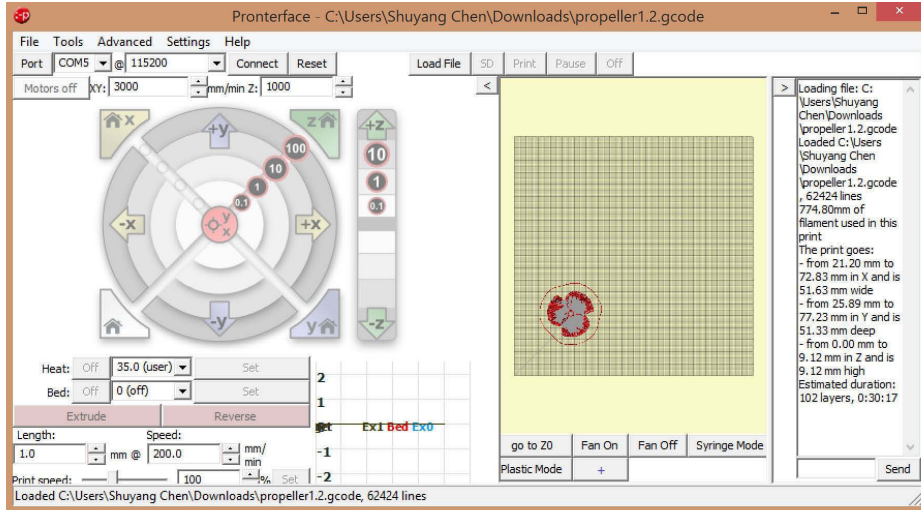 Pronterface - C:\Users\Shuyang Chen\Downloads\propeller1.2.gcode
File Tools Advanced Settings Help
Port COM5 @ 115200 Connect Reset Load File SD Print Pause Off
Motors off XY: 3000 mm/min Z: 1000 < >
x +y z +z
100
10
1
0.1
10
1
0.1
-x y x +x
-y y -z
Heat: Off 35.0 (user) Set
Bed: Off 0 (off) Set
Extrude Reverse
Length: Speed:
1.0 mm @ 200.0 mm/
min
Print speed: 100 % Set
2
1
Ex1 Bed Ex0
-1
-2
go to Z0 Fan On Fan Off Syringe Mode
Plastic Mode +
Loading file: C:
\Users\Shuyang
Chen\Downloads
\propeller1.2.gcode
Loaded C:\Users
\Shuyang Chen
\Downloads
\propeller1.2.gcode
, 62424 lines
774.80mm of
filament used in this
print
The print goes:
- from 21.20 mm to
72.83 mm in X and is
51.63 mm wide
- from 25.89 mm to
77.23 mm in Y and is
51.33 mm deep
- from 0.00 mm to
9.12 mm in Z and is
9.12 mm high
Estimated duration:
102 layers, 0:30:17
Send
Loaded C:\Users\Shuyang Chen\Downloads\propeller1.2.gcode, 62424 lines